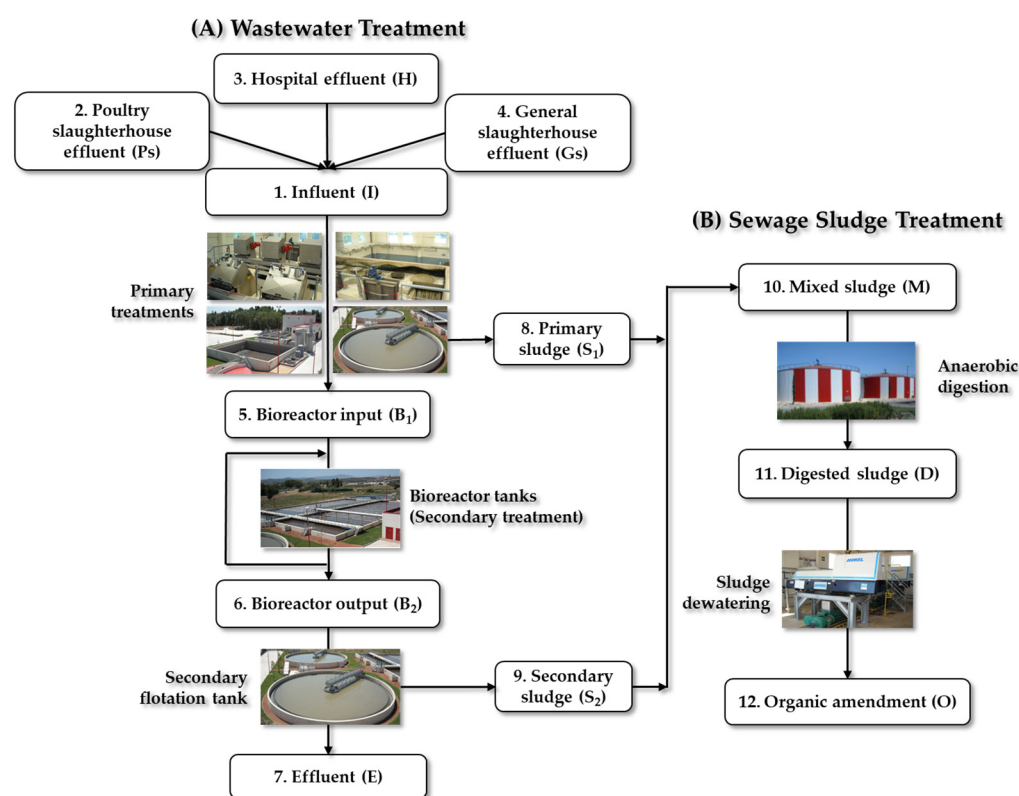 (A) Wastewater Treatment
3. Hospital effluent (H)
2. Poultry
slaughterhouse
effluent (Ps)
4. General
slaughterhouse
effluent (Gs)
1. Influent (I)
Primary
treatments
8. Primary
sludge (S₁)
5. Bioreactor input (B₁)
Bioreactor tanks
(Secondary treatment)
6. Bioreactor output (B₂)
Secondary
flotation tank
9. Secondary
sludge (S₂)
7. Effluent (E)
(B) Sewage Sludge Treatment
10. Mixed sludge (M)
Anaerobic
digestion
11. Digested sludge (D)
Sludge
dewatering
12. Organic amendment (O)